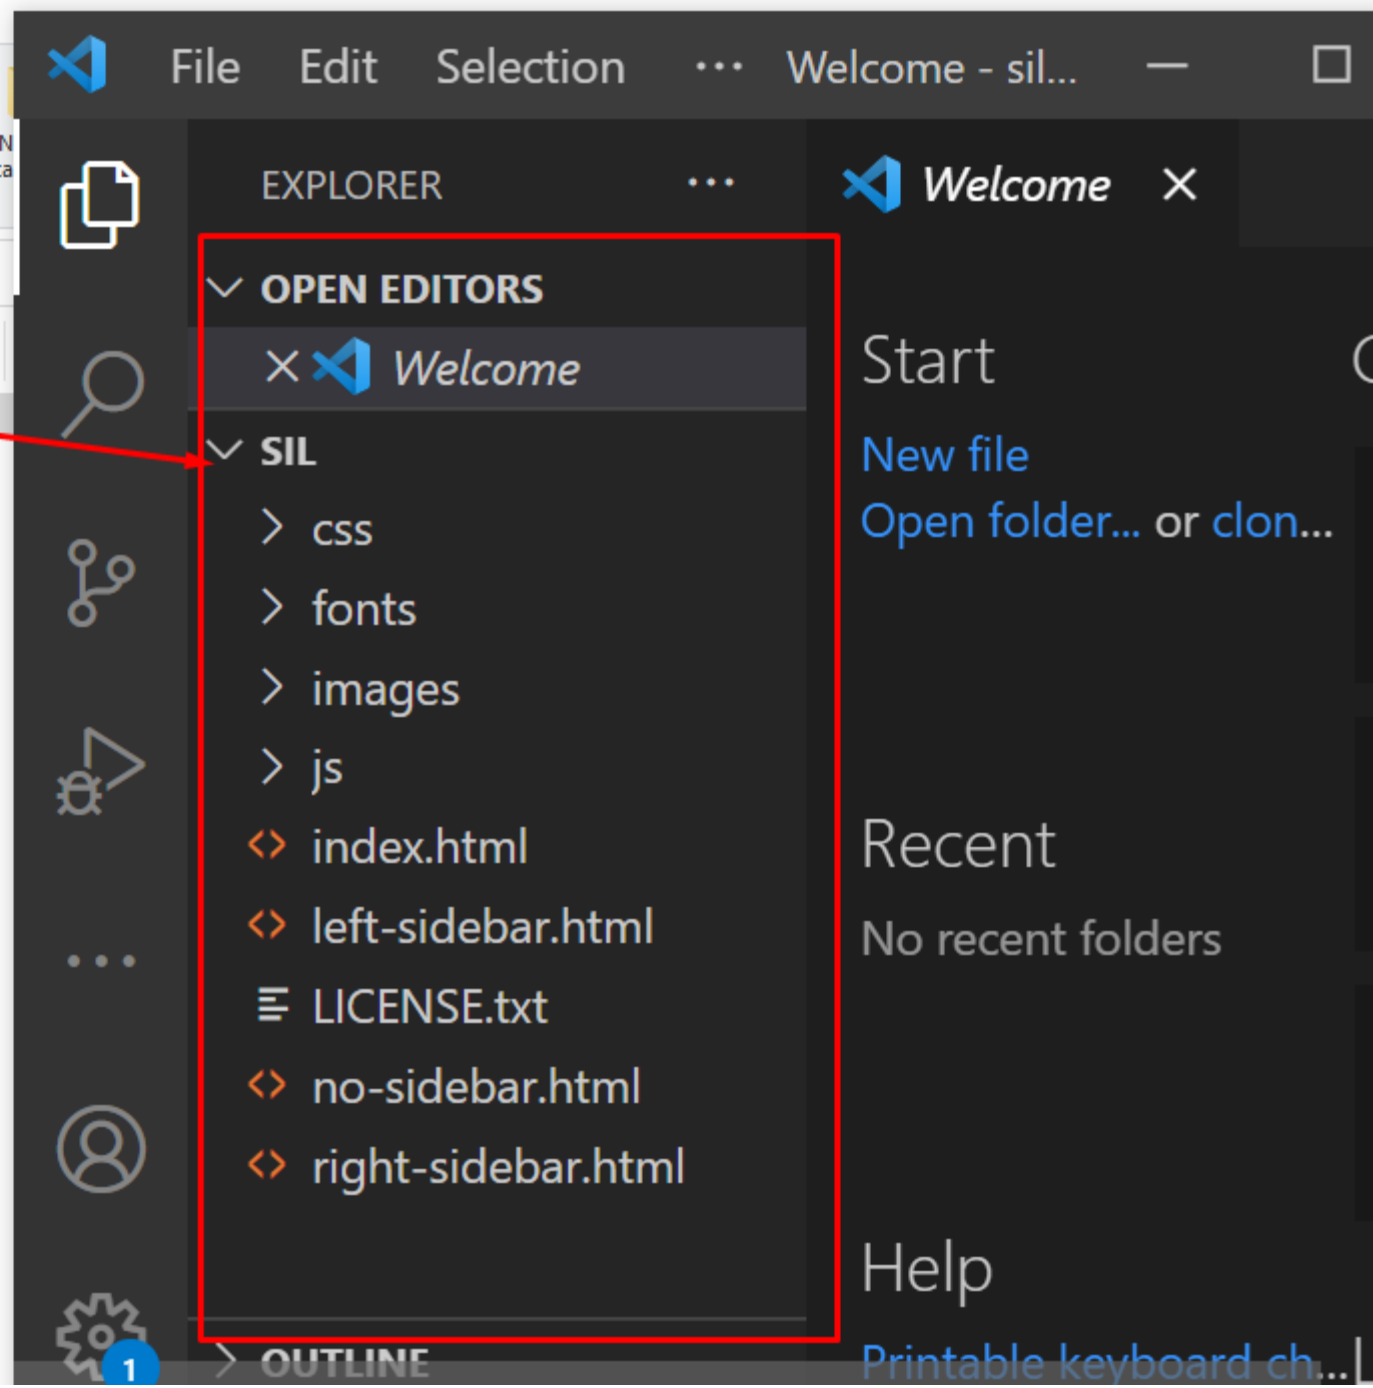 File Edit Selection ··· Welcome - sil...
EXPLORER ···
Welcome
OPEN EDITORS
Welcome
SIL
css
fonts
images
js
index.html
left-sidebar.html
LICENSE.txt
no-sidebar.html
right-sidebar.html
OUTLINE
1
Start
New file
Open folder... or clon...
Recent
No recent folders
Help
Printable keyboard ch...